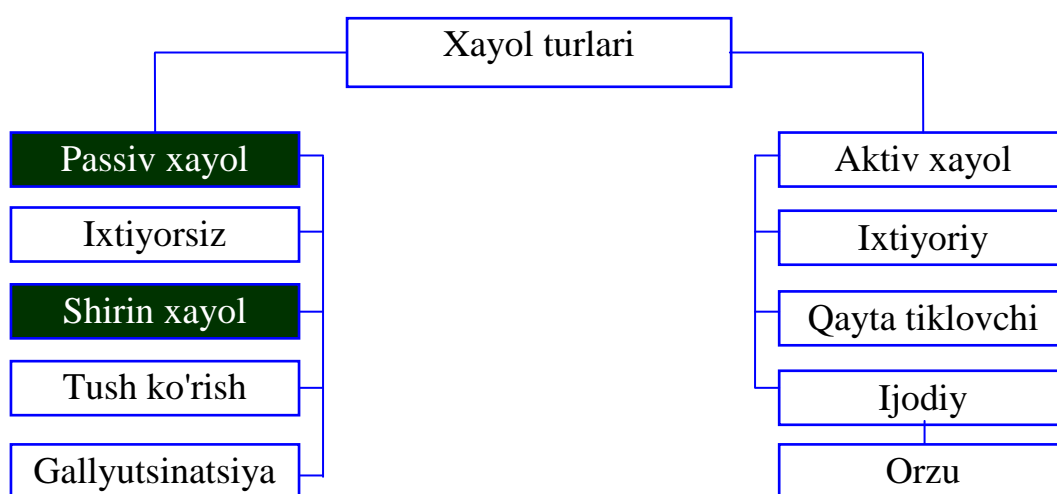 Xayol turlari
Passiv xayol
Ixtiyorsiz
Shirin xayol
Tush ko'rish
Gallyutsinatsiya
Aktiv xayol
Ixtiyoriy
Qayta tiklovchi
Ijodiy
Orzu